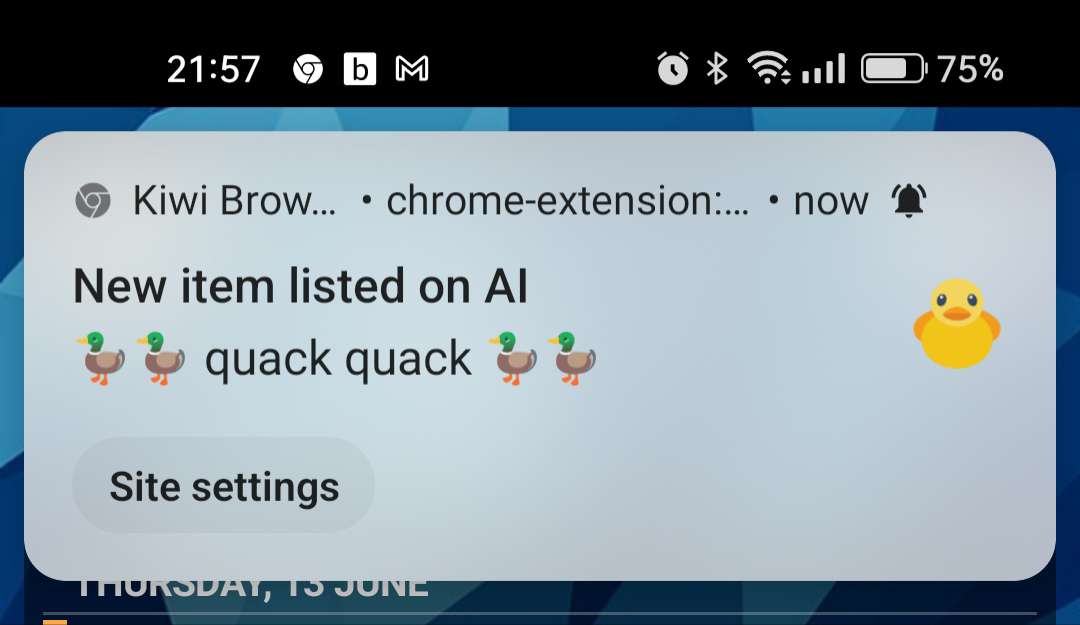 21:57 b 75%
Kiwi Brow... • chrome-extension:... • now
New item listed on AI
🦆🦆 quack quack 🦆🦆
Site settings
THURSDAY, 13 JUNE